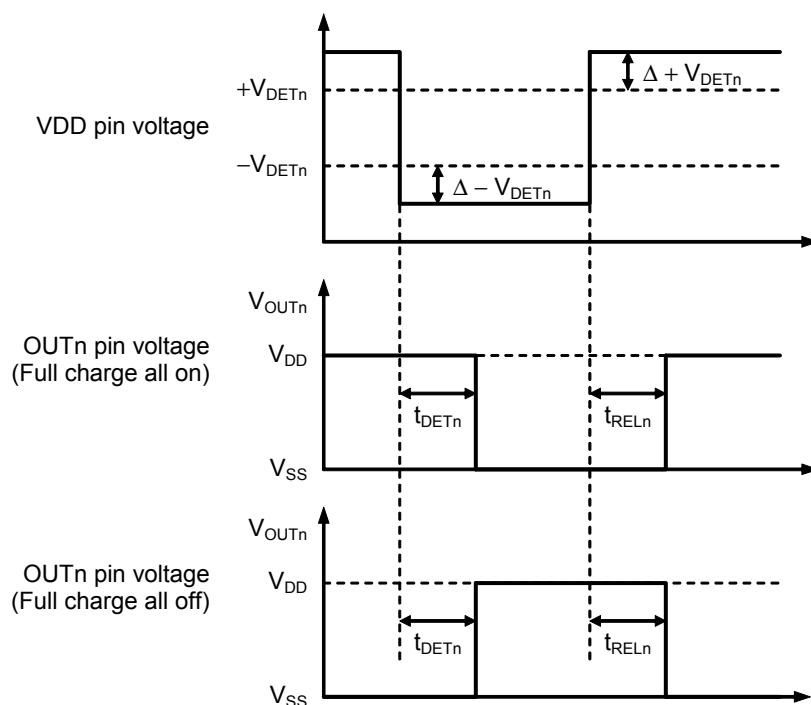 +VDETn
Δ + VDETn
VDD pin voltage
−VDETn
Δ − VDETn
VOUTn
OUTn pin voltage
(Full charge all on)
VDD
tDETn
tRELn
VSS
VOUTn
OUTn pin voltage
(Full charge all off)
VDD
tDETn
tRELn
VSS